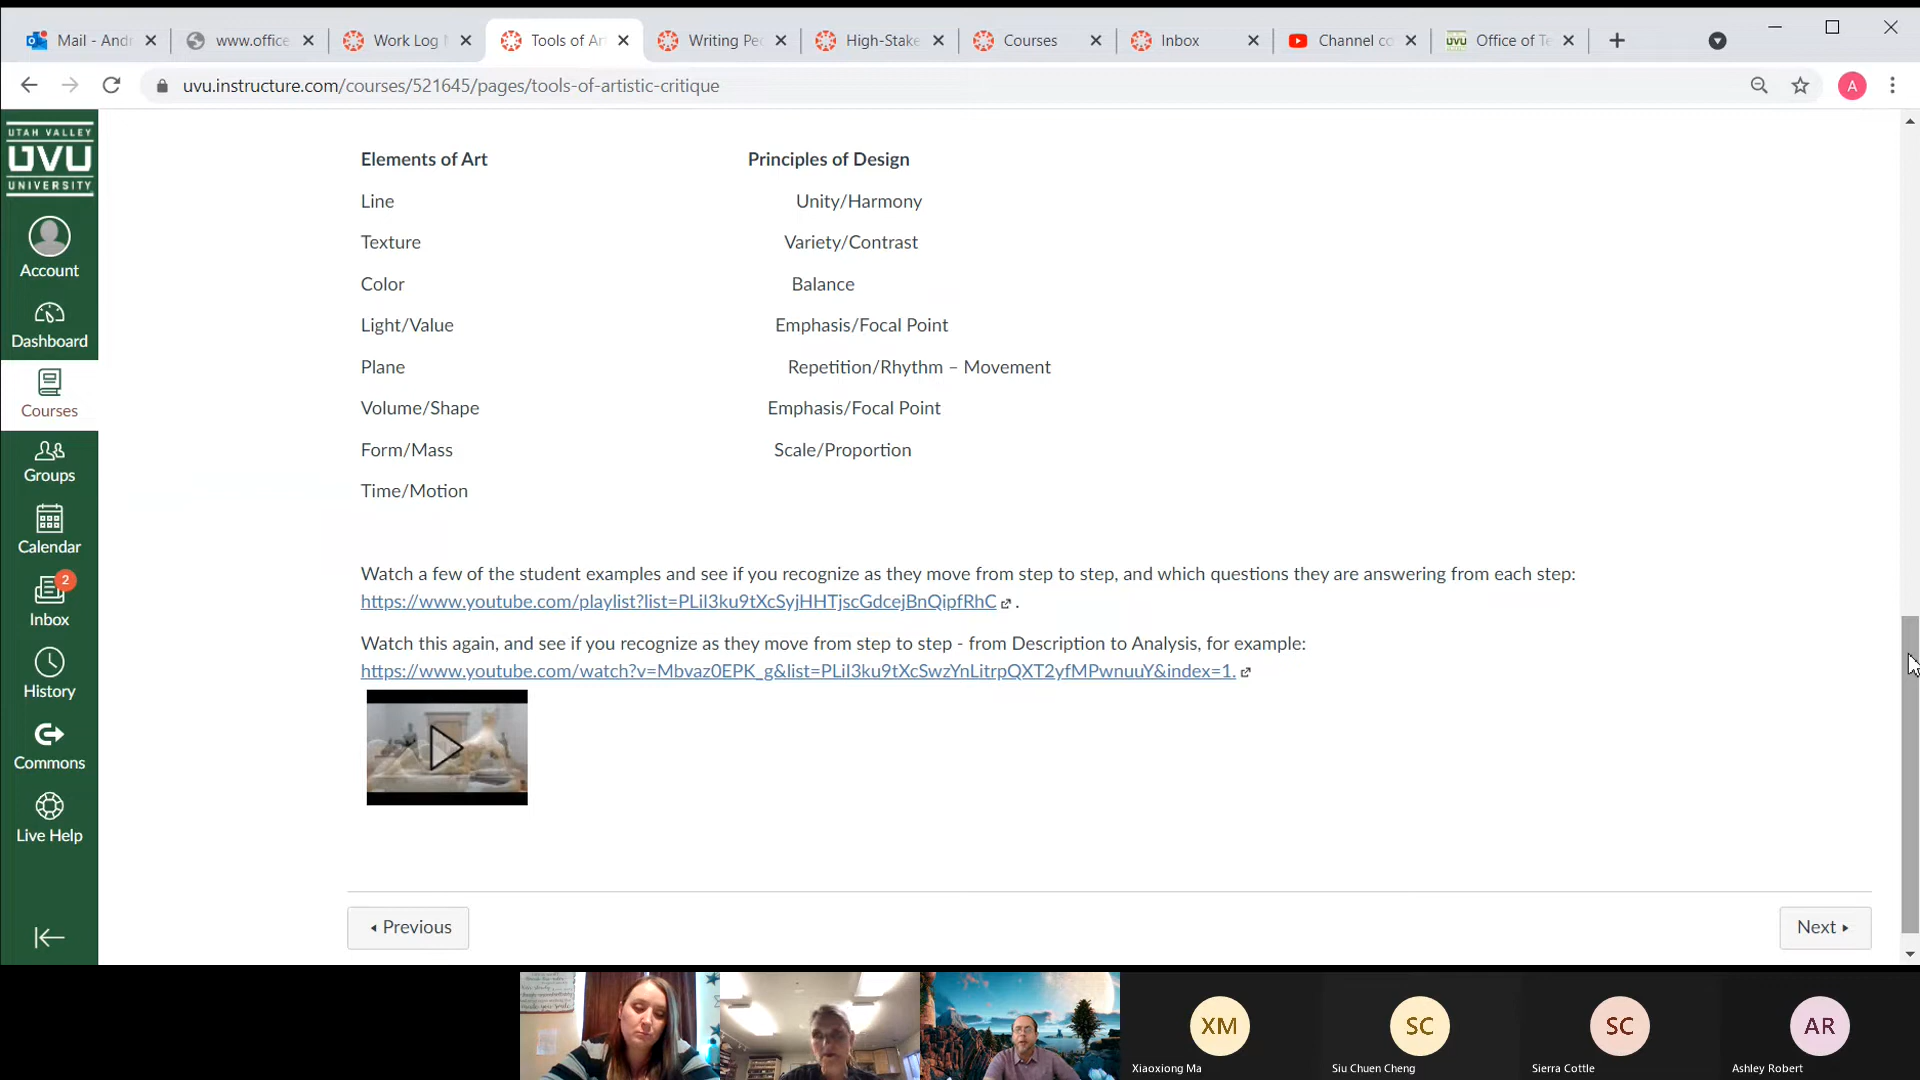 Mail - And
www.office
Work Log
Tools of Ar
Writing Pe
High-Stake
Courses
Inbox
Channel co
Office of Te
uvu.instructure.com/courses/521645/pages/tools-of-artistic-critique
A
UTAH VALLEY
UVU
UNIVERSITY
Account
Dashboard
Courses
Groups
Calendar
2
Inbox
History
Commons
Live Help
Elements of Art Principles of Design
Line Unity/Harmony
Texture Variety/Contrast
Color Balance
Light/Value Emphasis/Focal Point
Plane Repetition/Rhythm – Movement
Volume/Shape Emphasis/Focal Point
Form/Mass Scale/Proportion
Time/Motion
Watch a few of the student examples and see if you recognize as they move from step to step, and which questions they are answering from each step:
https://www.youtube.com/playlist?list=PLiI3ku9tXcSyjHHTjscGdcejBnQipfRhC .
Watch this again, and see if you recognize as they move from step to step - from Description to Analysis, for example:
https://www.youtube.com/watch?v=Mbvaz0EPK_g&list=PLiI3ku9tXcSwzYnLitrpQXT2yfMPwnuuY&index=1.
Previous
Next
XM
Xiaoxiong Ma
SC
Siu Chuen Cheng
SC
Sierra Cottle
AR
Ashley Robert